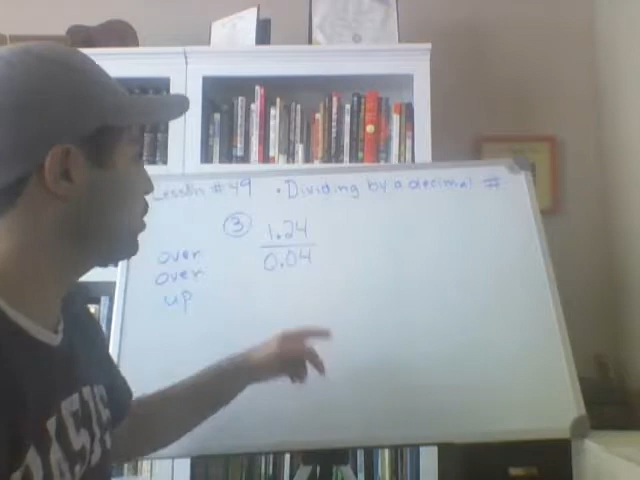 Lesson # 49 • Dividing by a decimal #
③ 1.24
0.04
over
over
up